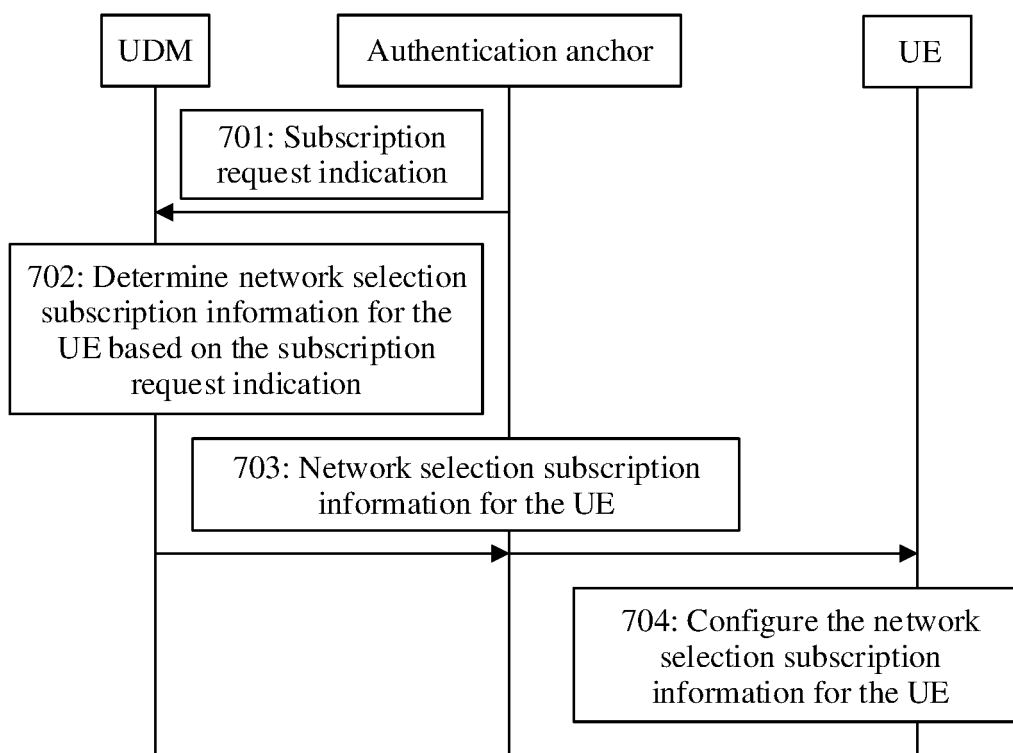 UDM
Authentication anchor
UE
701: Subscription
request indication
702: Determine network selection
subscription information for the
UE based on the subscription
request indication
703: Network selection subscription
information for the UE
704: Configure the network
selection subscription
information for the UE